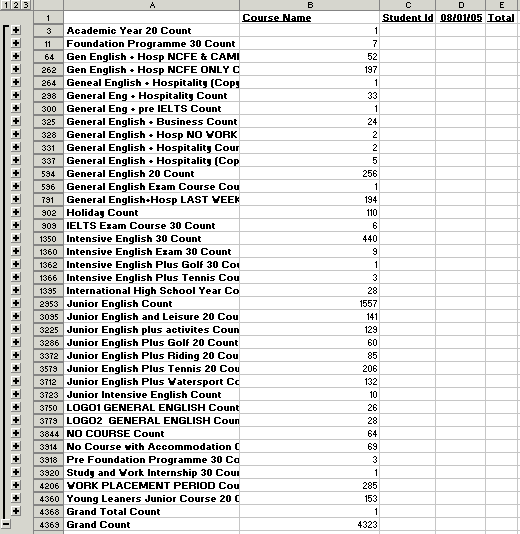 1 2 3 A B C D E
1 Course Name Student Id 08/01/05 Total
3 Academic Year 20 Count 1
11 Foundation Programme 30 Count 7
64 Gen English + Hosp NCFE & CAMI 52
262 Gen English + Hosp NCFE ONLY C 197
264 Geneal English + Hospitality (Copy 1
298 General Eng + Hospitality Count 33
300 General Eng + pre IELTS Count 1
325 General English + Business Count 24
328 General English + Hosp NO WORK 2
331 General English + Hospitality Coun 2
337 General English + Hospitality (Cop 5
594 General English 20 Count 256
596 General English Exam Course Cou 1
791 General English+Hosp LAST WEEK 194
902 Holiday Count 110
909 IELTS Exam Course 30 Count 6
1350 Intensive English 30 Count 440
1360 Intensive English Exam 30 Count 9
1362 Intensive English Plus Golf 30 Cou 1
1366 Intensive English Plus Tennis Cou 3
1395 International High School Year Co 28
2953 Junior English Count 1557
3095 Junior English and Leisure 20 Cou 141
3225 Junior English plus activites Coun 129
3286 Junior English Plus Golf 20 Coun 60
3372 Junior English Plus Riding 20 Cou 85
3579 Junior English Plus Tennis 20 Cou 206
3712 Junior English Plus Watersport Co 132
3723 Junior Intensive English Count 10
3750 LOGO1 GENERAL ENGLISH Count 26
3779 LOGO2 GENERAL ENGLISH Coun 28
3844 NO COURSE Count 64
3914 No Course with Accommodation C 69
3918 Pre Foundation Programme 30 Co 3
3920 Study and Work Internship 30 Cou 1
4206 WORK PLACEMENT PERIOD Cou 285
4360 Young Leaners Junior Course 20 C 153
4368 Grand Total Count 1
4369 Grand Count 4323